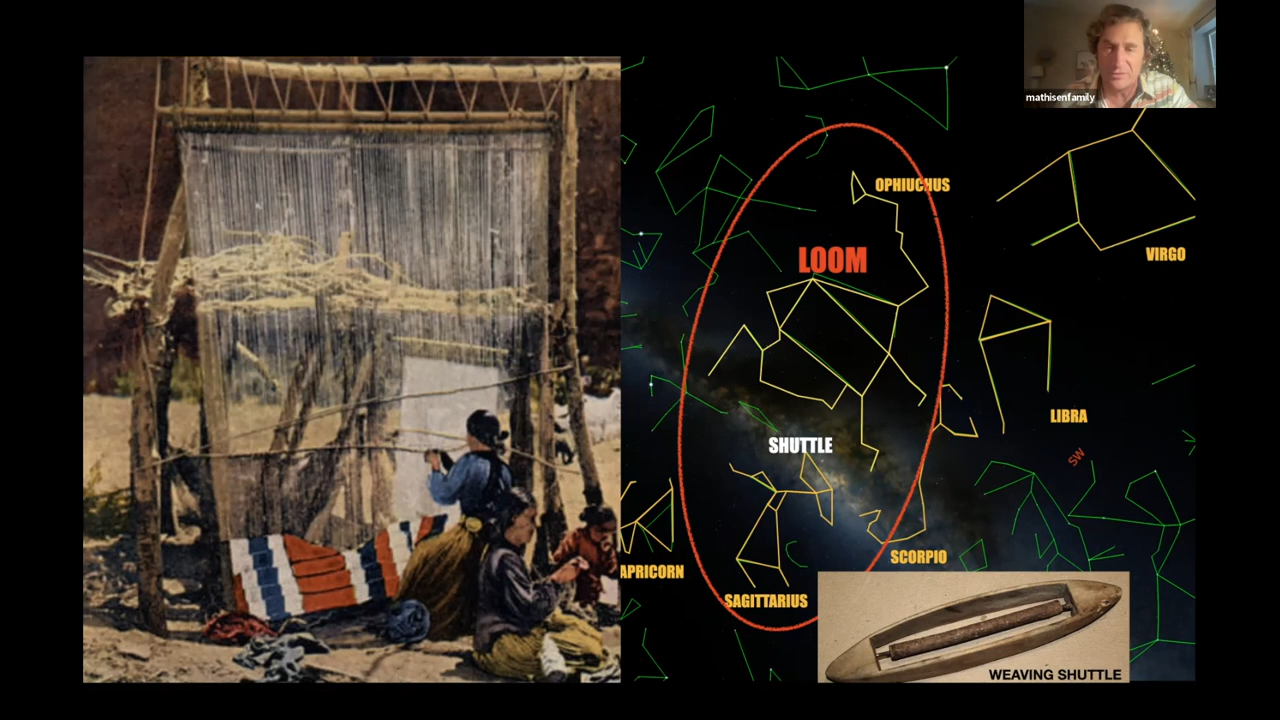 mathisenfamily
OPHIUCHUS
LOOM
VIRGO
LIBRA
SHUTTLE
SW
SCORPIO
APRICORN
SAGITTARIUS
WEAVING SHUTTLE